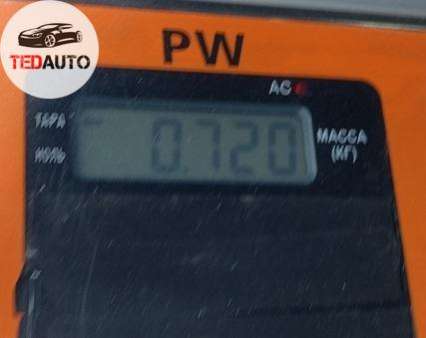 TEDAUTO
PW
AC
ТАРА
0.720
НОЛЬ
МАССА
(КГ)